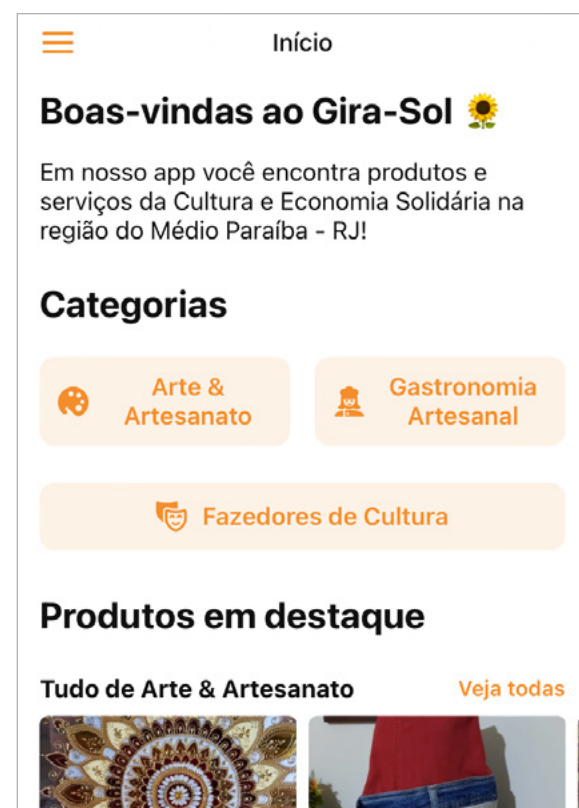 Início
Boas-vindas ao Gira-Sol 🌻
Em nosso app você encontra produtos e
serviços da Cultura e Economia Solidária na
região do Médio Paraíba - RJ!
Categorias
Arte &
Artesanato
Gastronomia
Artesanal
Fazedores de Cultura
Produtos em destaque
Tudo de Arte & Artesanato
Veja todas